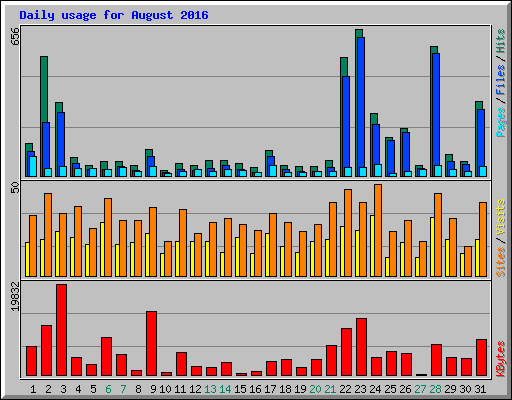 Daily usage for August 2016
656
Pages / Files / Hits
50
Sites / Visits
19832
KBytes
1 2 3 4 5 6 7 8 9 10 11 12 13 14 15 16 17 18 19 20 21 22 23 24 25 26 27 28 29 30 31